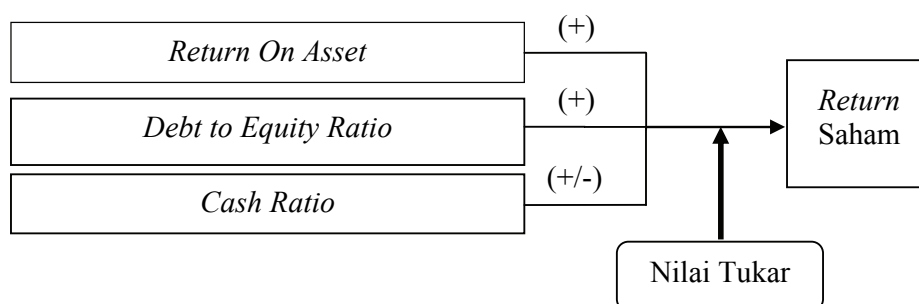 (+)
Return On Asset
(+)
Debt to Equity Ratio
Return
Saham
(+/-)
Cash Ratio
Nilai Tukar